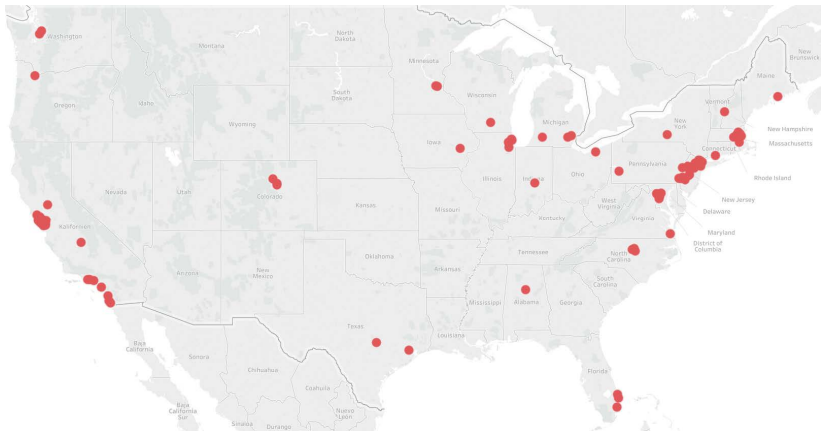 Washington
North
Dakota
Montana
Minnesota
New
Brunswick
Maine
Oregon
Idaho
South
Dakota
Wisconsin
Michigan
Vermont
New
York
New Hampshire
Massachusetts
Wyoming
Iowa
Connecticut
Rhode Island
Nevada
Utah
Colorado
Illinois
Indiana
Ohio
Pennsylvania
New Jersey
Kalifornien
Kansas
Missouri
West
Virginia
Virginia
Kentucky
Delaware
Maryland
District of
Columbia
Arizona
New
Mexico
Oklahoma
Arkansas
Tennessee
North
Carolina
South
Carolina
Mississippi
Alabama
Georgia
Texas
Louisiana
Baja
California
Sonora
Chihuahua
Coahuila
Florida
Baja
California
Sur
Sinaloa
Durango
Nuevo
León